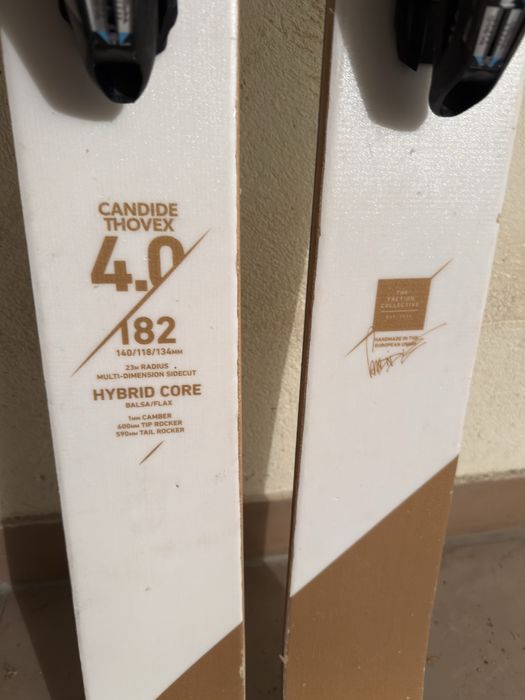 CANDIDE
THOVEX
4.0
182
140/118/134MM
23M RADIUS
MULTI-DIMENSION SIDECUT
HYBRID CORE
BALSA/FLAX
1MM CAMBER
600MM TIP ROCKER
590MM TAIL ROCKER
THE
FACTION
COLLECTIVE
HANDMADE IN THE
EUROPEAN UNION